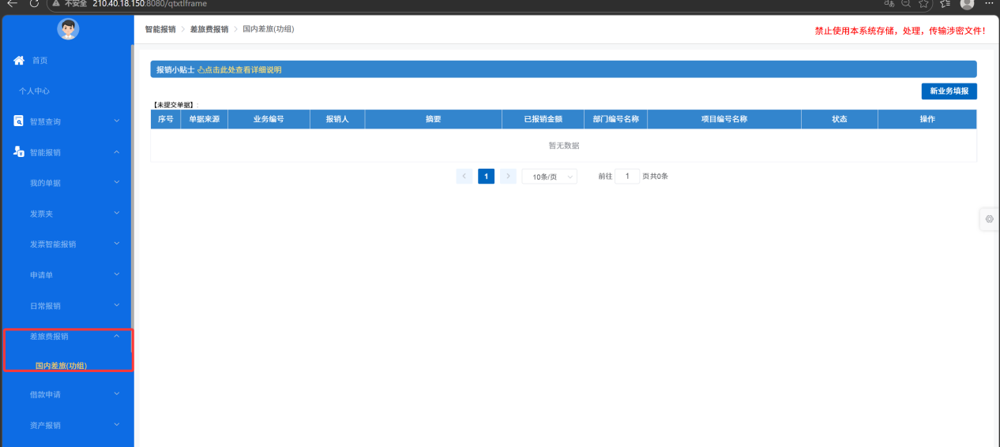 不安全 210.40.18.150:8080/qtxtlframe
首页
个人中心
智慧查询
智能报销
我的单据
发票夹
发票智能报销
申请单
日常报销
差旅费报销
国内差旅(功组)
借款申请
资产报销
智能报销 > 差旅费报销 > 国内差旅(功组)
禁止使用本系统存储，处理，传输涉密文件！
报销小贴士 点击此处查看详细说明
新业务填报
【未提交单据】:
序号 单据来源 业务编号 报销人 摘要 已报销金额 部门编号名称 项目编号名称 状态 操作
暂无数据
< 1 > 10条/页 前往 1 页共0条